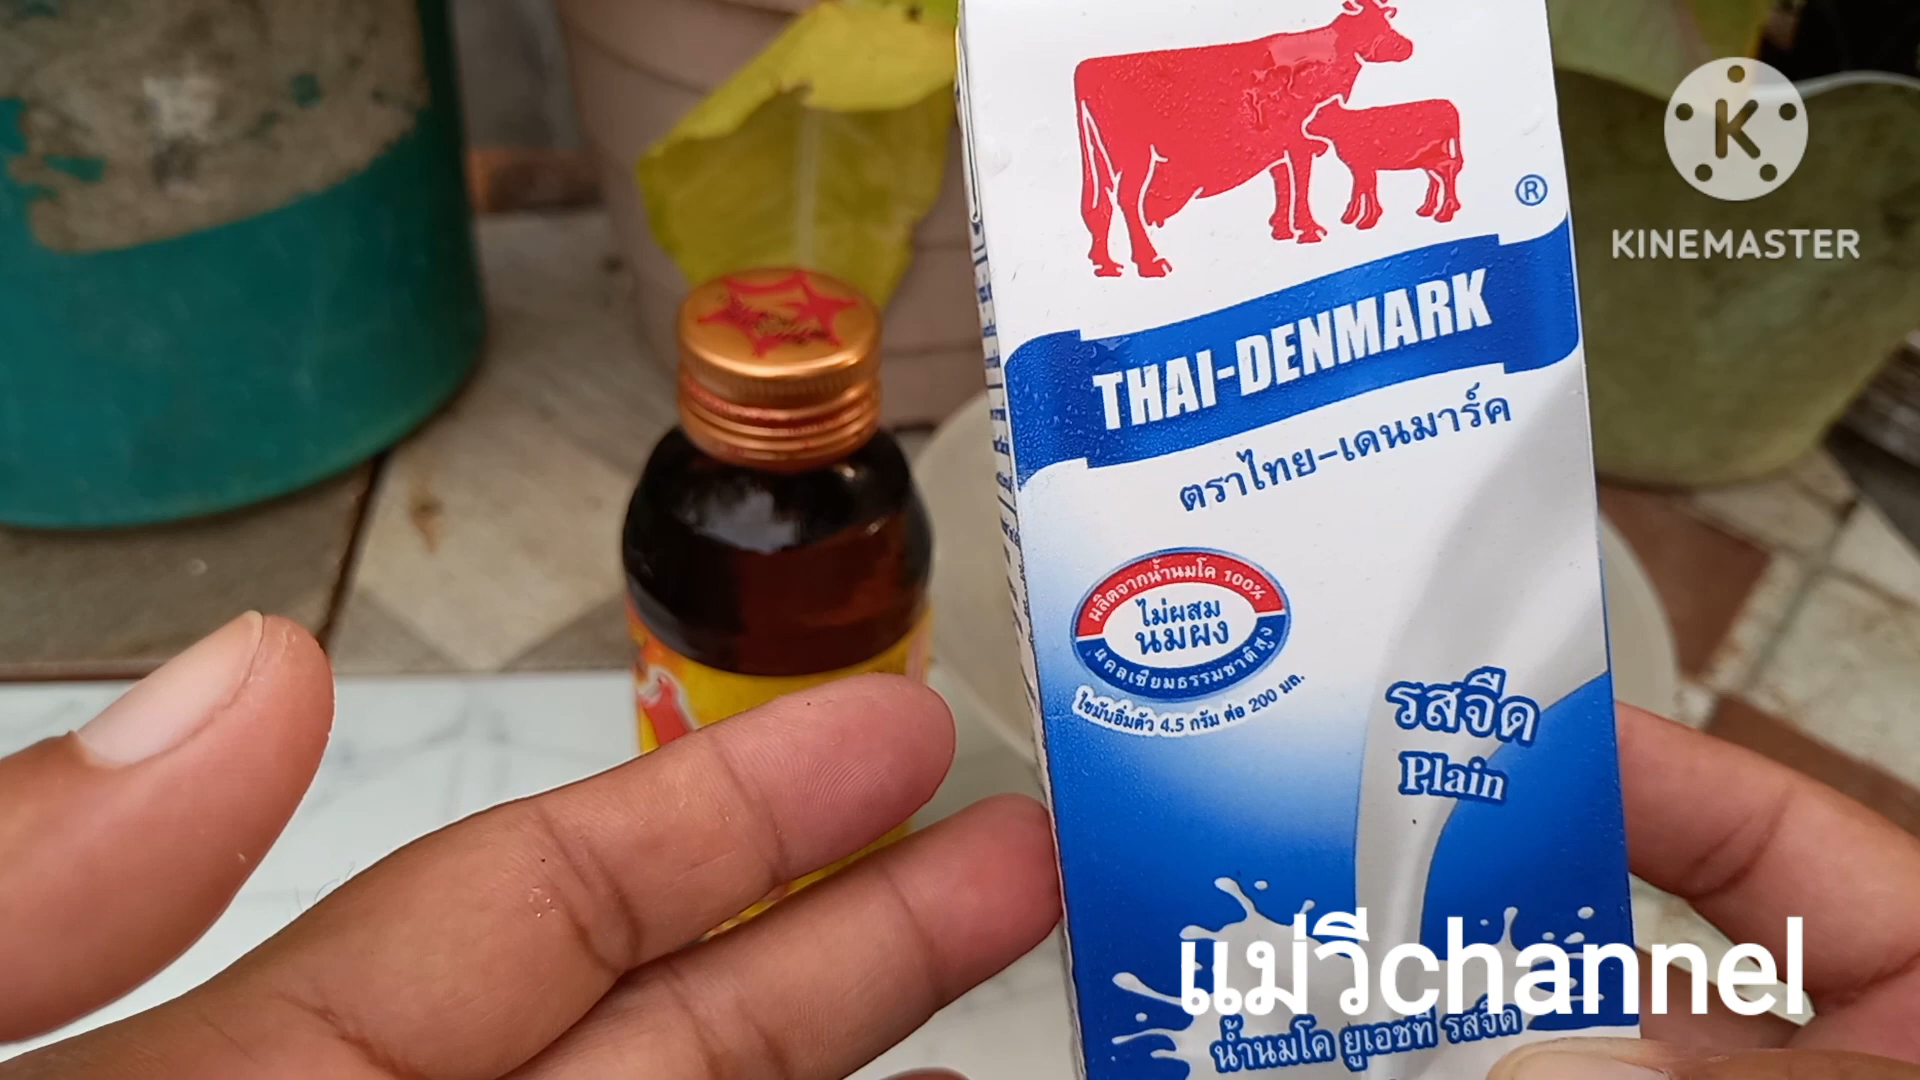 KINEMASTER
®
THAI-DENMARK
ตราไทย-เดนมาร์ค
ผลิตจากน้ำนมโค 100%
ไม่ผสม
นมผง
แคลเซียมธรรมชาติสูง
ไขมันอิ่มตัว 4.5 กรัม ต่อ 200 มล.
รสจืด
Plain
แม่วีchannel
น้ำนมโค ยูเอชที รสจืด